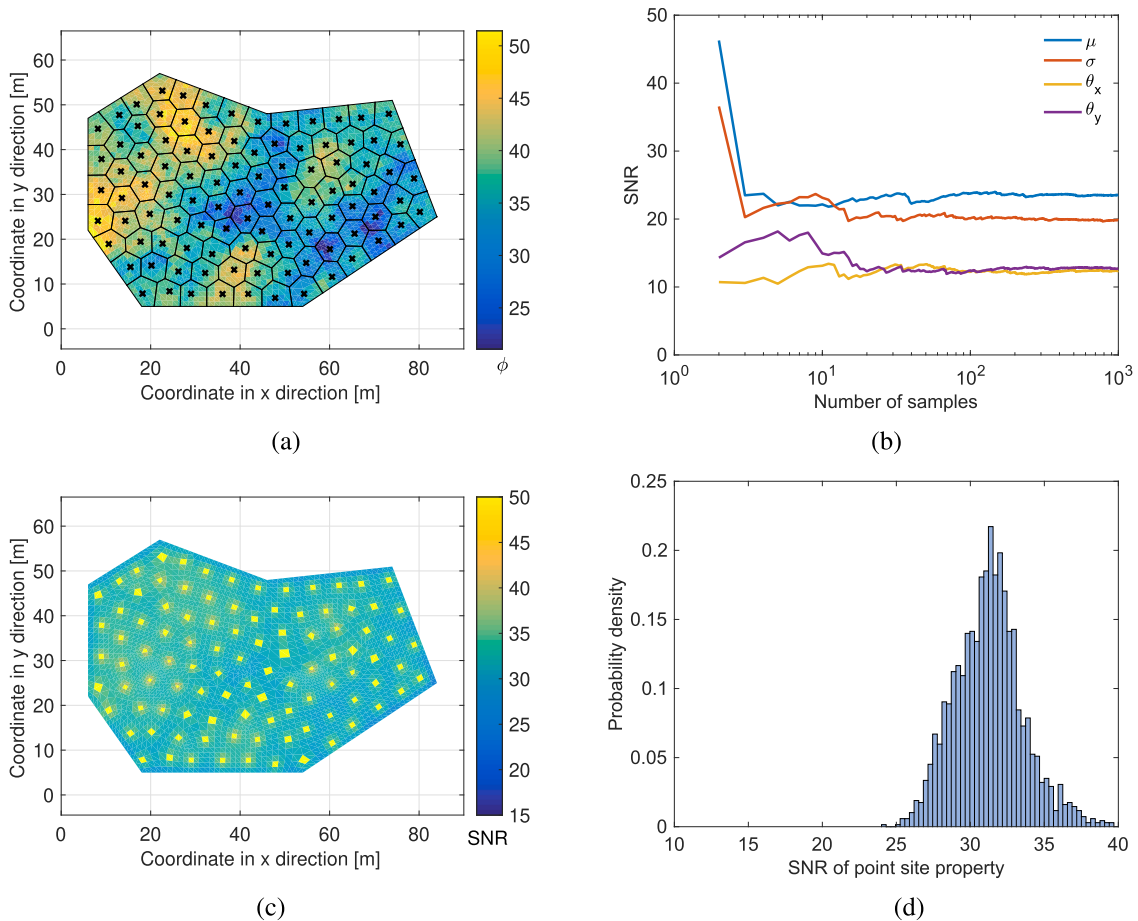 60
50
40
30
20
10
0
Coordinate in y direction [m]
0 20 40 60 80
Coordinate in x direction [m]
50
45
40
35
30
25
ϕ
(a)
50
40
30
20
10
0
SNR
10^0 10^1 10^2 10^3
Number of samples
μ
σ
θ_x
θ_y
(b)
60
50
40
30
20
10
0
Coordinate in y direction [m]
0 20 40 60 80
Coordinate in x direction [m]
50
45
40
35
30
25
20
15
SNR
(c)
0.25
0.2
0.15
0.1
0.05
0
Probability density
10 15 20 25 30 35 40
SNR of point site property
(d)